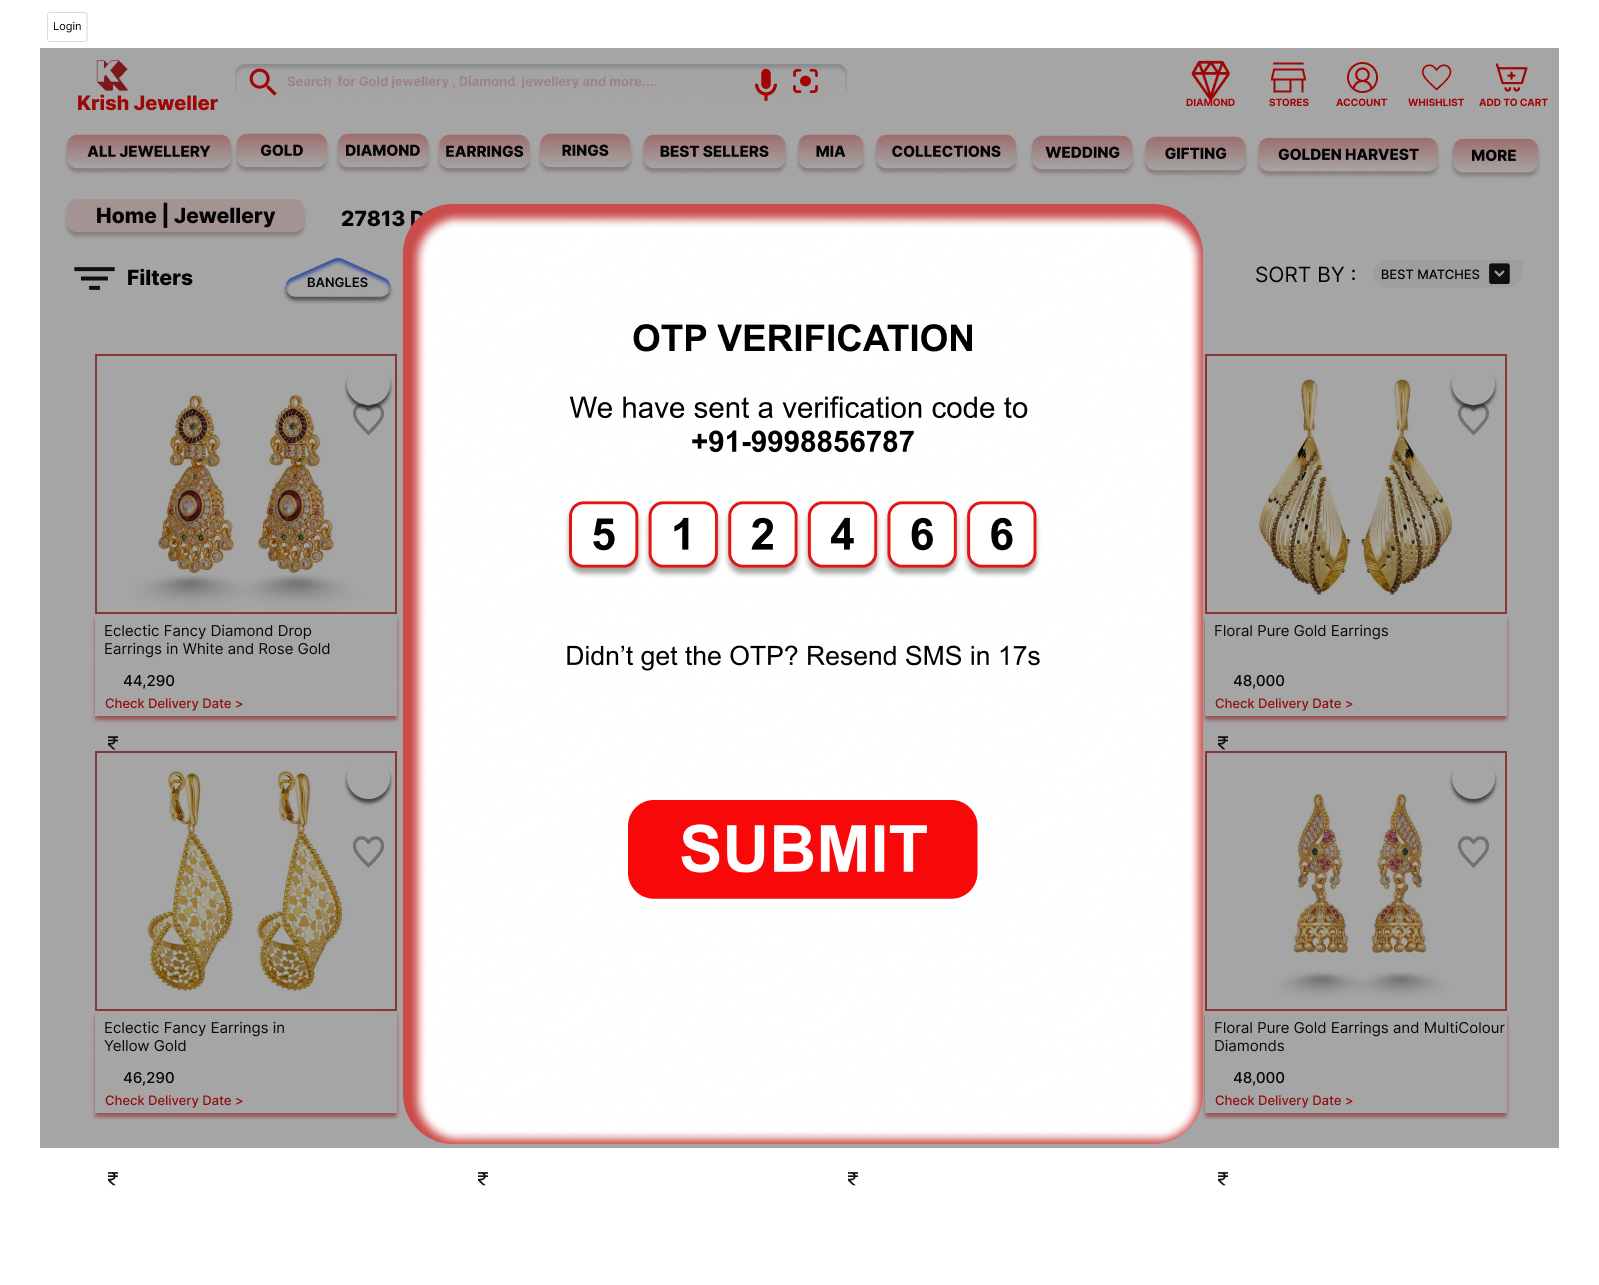 Login
Krish Jeweller
Search for Gold jewellery , Diamond jewellery and more....
DIAMOND
STORES
ACCOUNT
WHISHLIST
ADD TO CART
ALL JEWELLERY
GOLD
DIAMOND
EARRINGS
RINGS
BEST SELLERS
MIA
COLLECTIONS
WEDDING
GIFTING
GOLDEN HARVEST
MORE
Home | Jewellery
27813
Filters
BANGLES
SORT BY :
BEST MATCHES
OTP VERIFICATION
We have sent a verification code to
+91-9998856787
5 1 2 4 6 6
Didn’t get the OTP? Resend SMS in 17s
SUBMIT
Eclectic Fancy Diamond Drop
Earrings in White and Rose Gold
44,290
Check Delivery Date >
₹
Floral Pure Gold Earrings
48,000
Check Delivery Date >
₹
Eclectic Fancy Earrings in
Yellow Gold
46,290
Check Delivery Date >
Floral Pure Gold Earrings and MultiColour
Diamonds
48,000
Check Delivery Date >
₹
₹
₹
₹